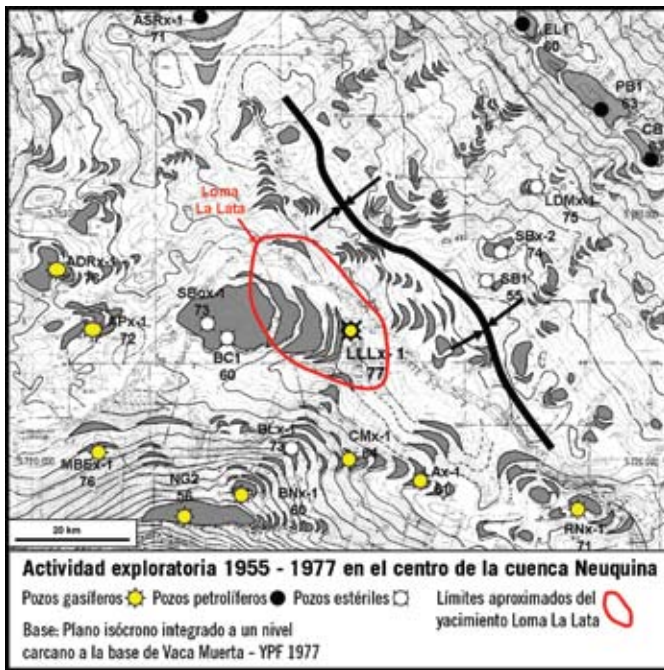 ASRx-1
71
EL1
60
PB1
63
CB
Loma
La Lata
LDMx-1
75
SBx-2
74
SB1
55
ADRx-1
APx-1
72
SBox-1
73
BC1
60
LLLx-1
77
BLx-1
73
CMx-1
MBEx-1
76
NG2
56
BNx-1
60
LAx-1
61
RNx-1
71
20 km
Actividad exploratoria 1955 - 1977 en el centro de la cuenca Neuquina
Pozos gasíferos Pozos petrolíferos Pozos estériles
Límites aproximados del
yacimiento Loma La Lata
Base: Plano isócrono integrado a un nivel
carcano a la base de Vaca Muerta - YPF 1977